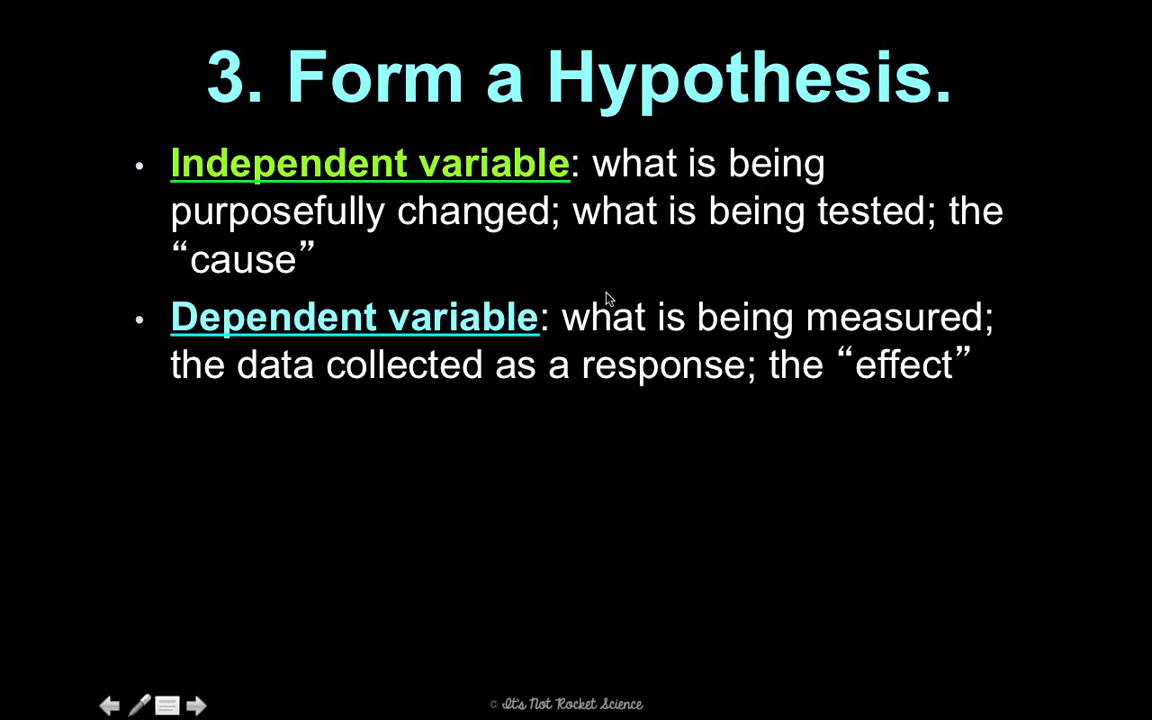 3. Form a Hypothesis.
• Independent variable: what is being
purposefully changed; what is being tested; the
“cause”
• Dependent variable: what is being measured;
the data collected as a response; the “effect”
© It's Not Rocket Science